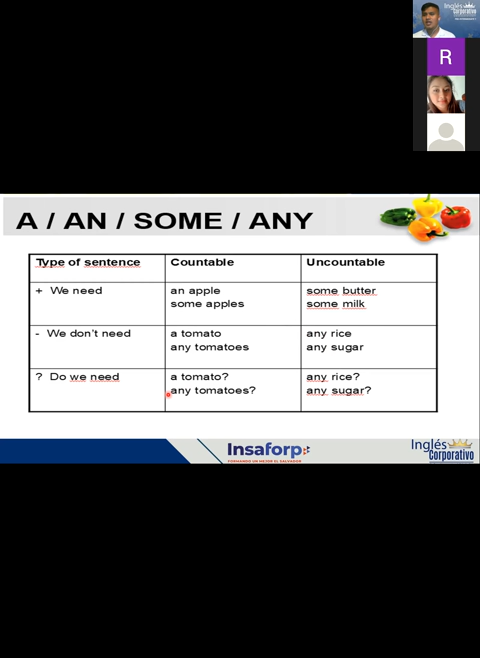 Inglés
Corporativo
R
A / AN / SOME / ANY
Type of sentence Countable Uncountable
+ We need an apple some butter
some apples some milk
- We don't need a tomato any rice
any tomatoes any sugar
? Do we need a tomato? any rice?
any tomatoes? any sugar?
Insaforp
FORMANDO UN MEJOR EL SALVADOR
Inglés
Corporativo